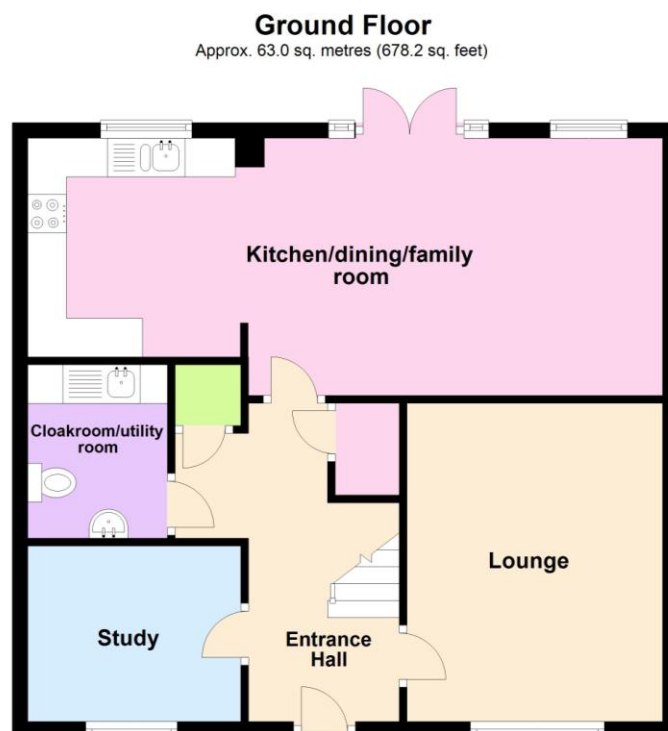 Ground Floor
Approx. 63.0 sq. metres (678.2 sq. feet)
Kitchen/dining/family
room
Cloakroom/utility
room
Lounge
Study
Entrance
Hall